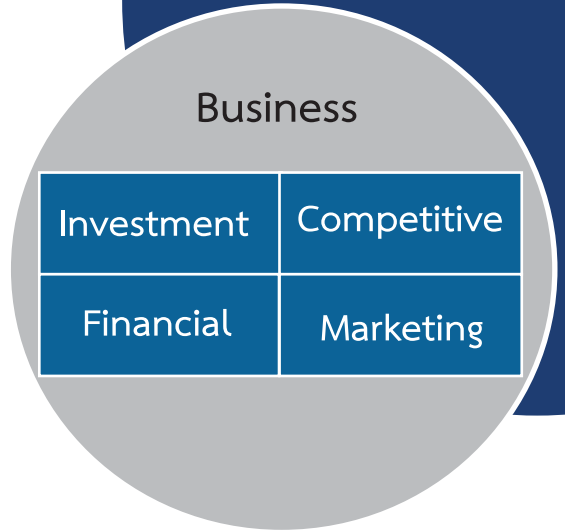 Business
Investment
Competitive
Financial
Marketing